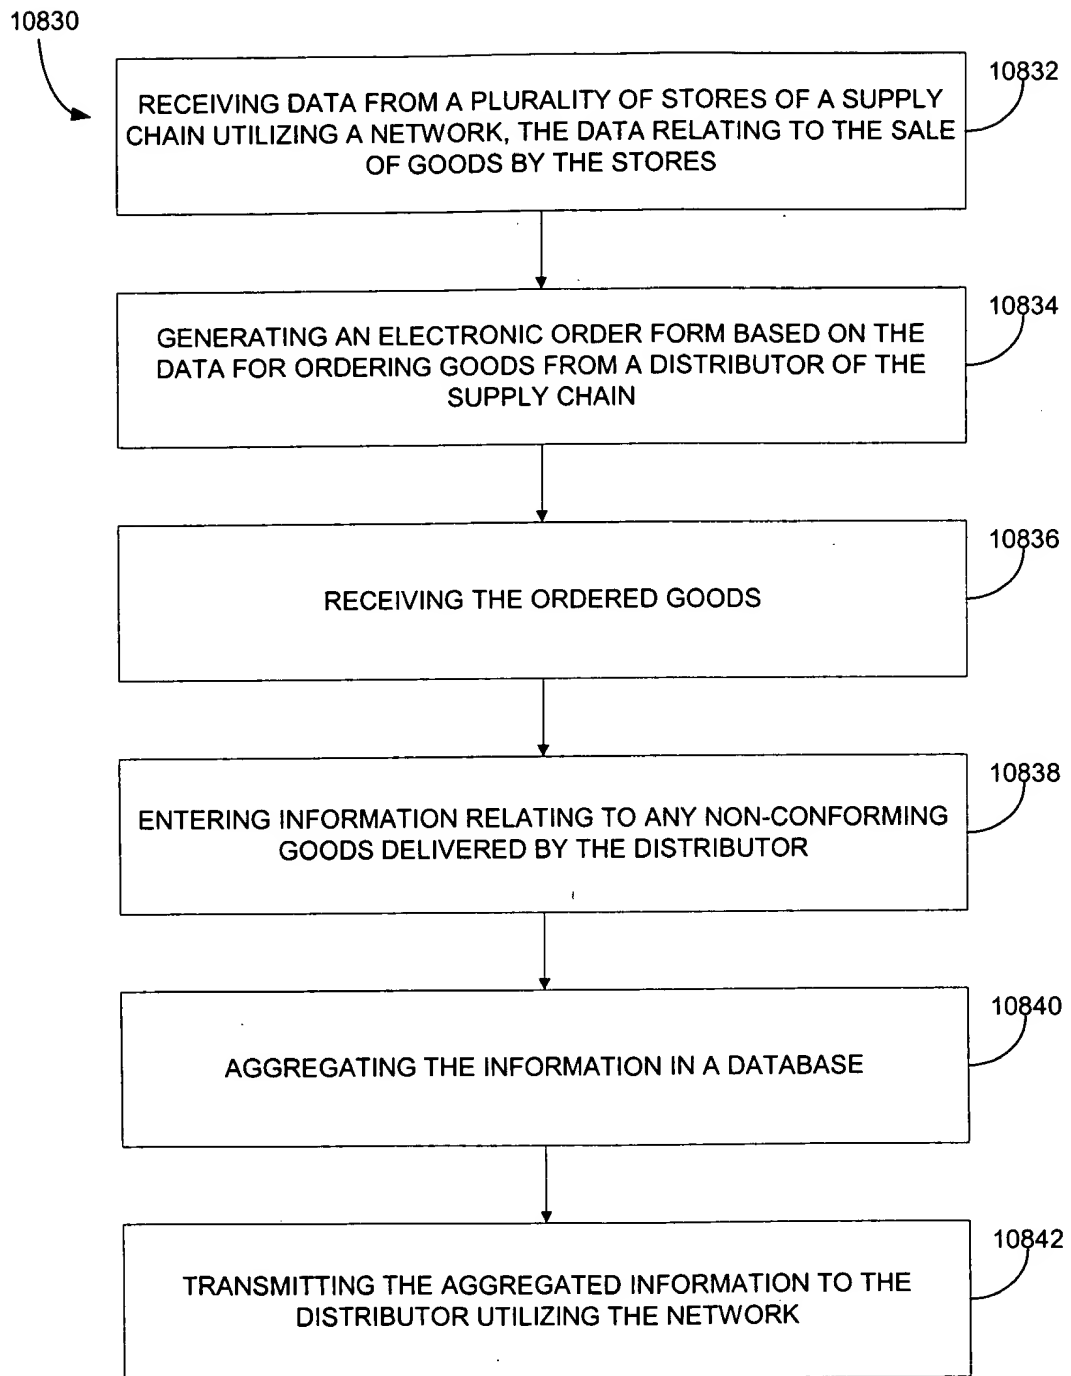 10830
10832
RECEIVING DATA FROM A PLURALITY OF STORES OF A SUPPLY
CHAIN UTILIZING A NETWORK, THE DATA RELATING TO THE SALE
OF GOODS BY THE STORES
10834
GENERATING AN ELECTRONIC ORDER FORM BASED ON THE
DATA FOR ORDERING GOODS FROM A DISTRIBUTOR OF THE
SUPPLY CHAIN
10836
RECEIVING THE ORDERED GOODS
10838
ENTERING INFORMATION RELATING TO ANY NON-CONFORMING
GOODS DELIVERED BY THE DISTRIBUTOR
10840
AGGREGATING THE INFORMATION IN A DATABASE
10842
TRANSMITTING THE AGGREGATED INFORMATION TO THE
DISTRIBUTOR UTILIZING THE NETWORK